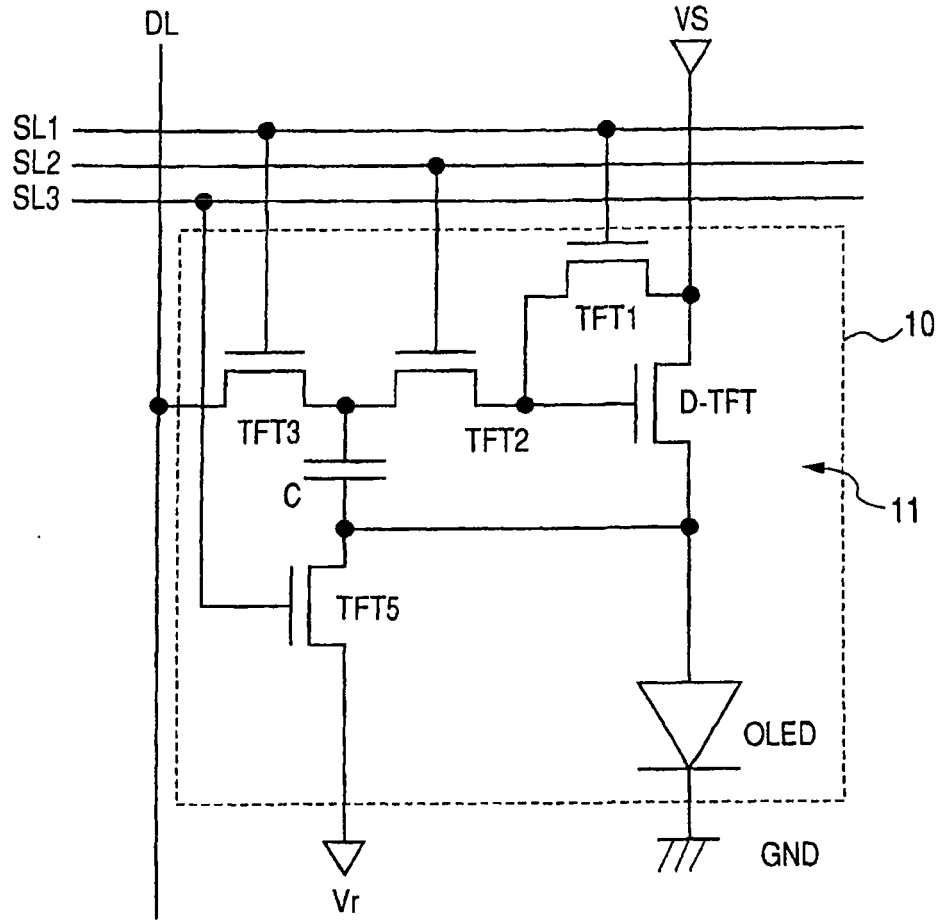 DL
VS
SL1
SL2
SL3
TFT1
10
D-TFT
TFT3
TFT2
C
11
TFT5
OLED
GND
Vr